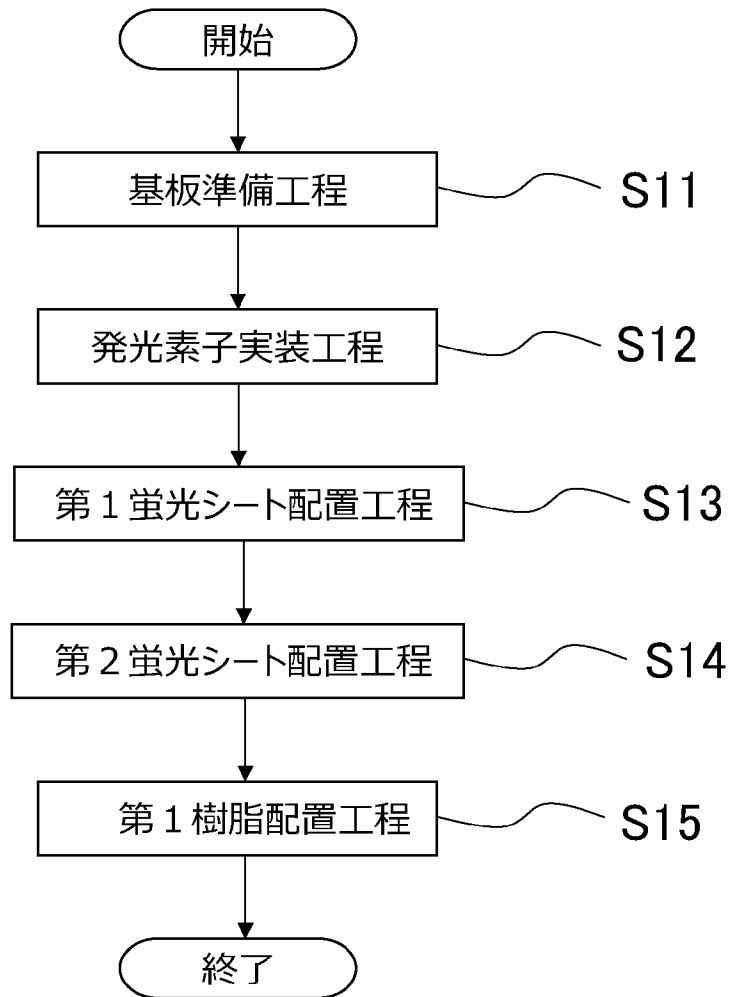 開始
基板準備工程
S11
発光素子実装工程
S12
第１蛍光シート配置工程
S13
第２蛍光シート配置工程
S14
第１樹脂配置工程
S15
終了